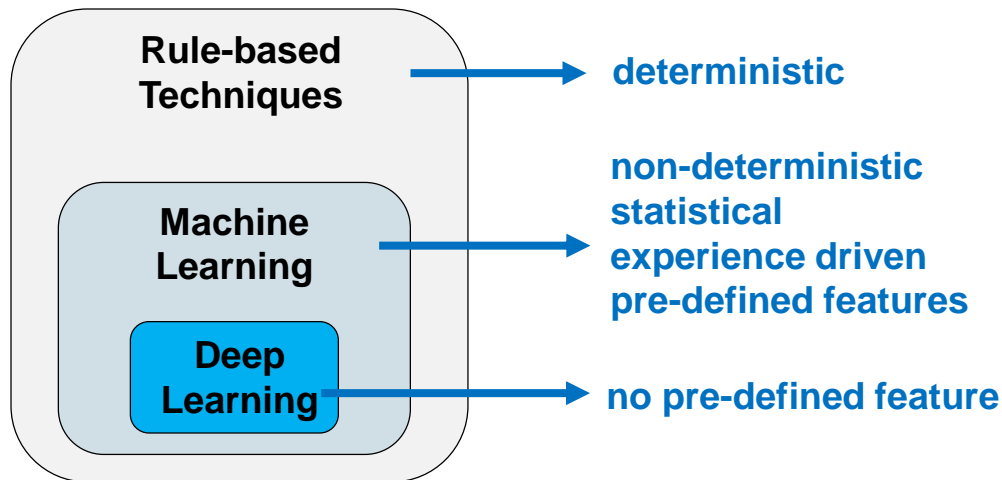 Rule-based
Techniques
deterministic
non-deterministic
statistical
experience driven
pre-defined features
Machine
Learning
Deep
Learning
no pre-defined feature